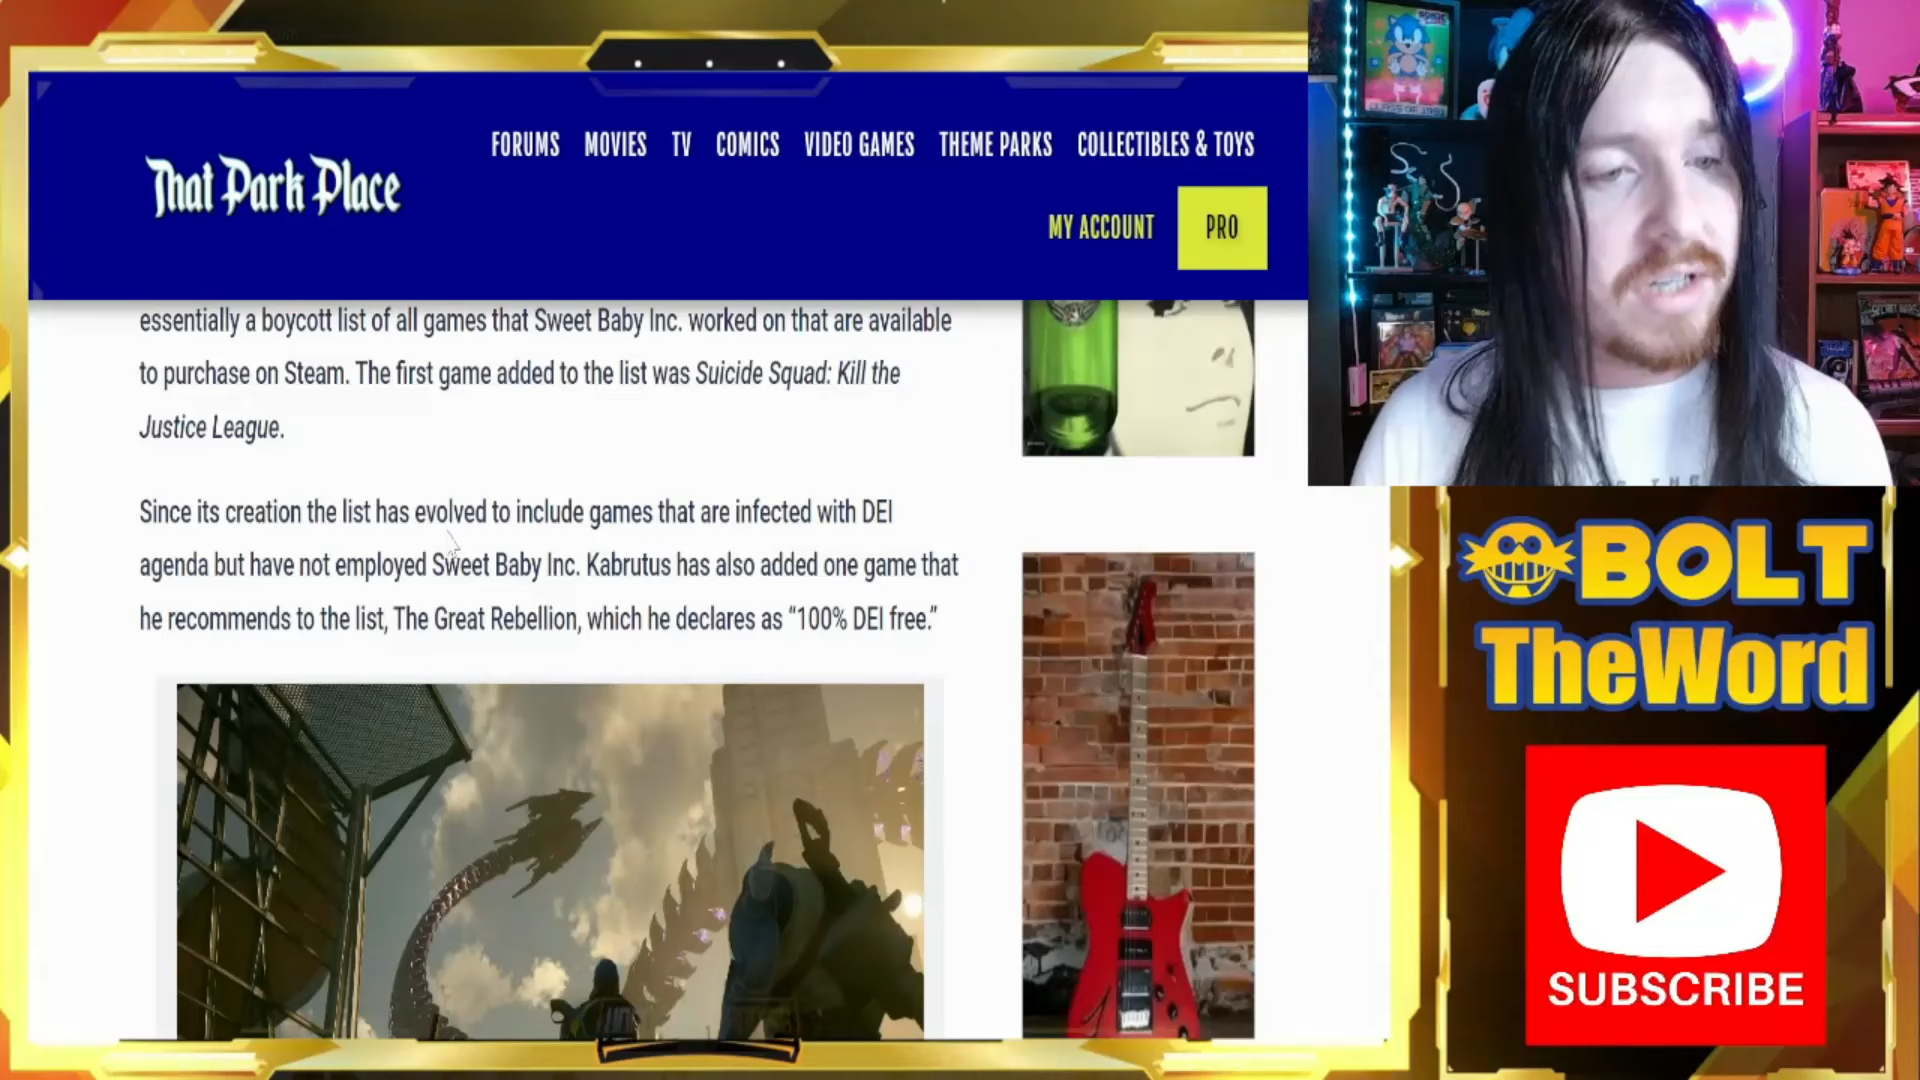 That Park Place
FORUMS MOVIES TV COMICS VIDEO GAMES THEME PARKS COLLECTIBLES & TOYS
MY ACCOUNT PRO
essentially a boycott list of all games that Sweet Baby Inc. worked on that are available
to purchase on Steam. The first game added to the list was Suicide Squad: Kill the
Justice League.
Since its creation the list has evolved to include games that are infected with DEI
agenda but have not employed Sweet Baby Inc. Kabrutus has also added one game that
he recommends to the list, The Great Rebellion, which he declares as “100% DEI free.”
BOLT
TheWord
SUBSCRIBE